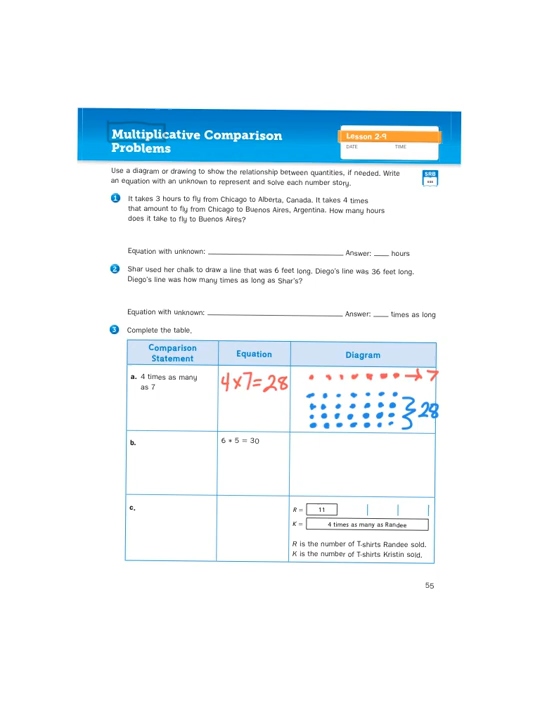 Multiplicative Comparison
Problems
Lesson 2-9
DATE TIME
Use a diagram or drawing to show the relationship between quantities, if needed. Write
an equation with an unknown to represent and solve each number story.
SRB
1 It takes 3 hours to fly from Chicago to Alberta, Canada. It takes 4 times
that amount to fly from Chicago to Buenos Aires, Argentina. How many hours
does it take to fly to Buenos Aires?
Equation with unknown: ____ Answer: ____ hours
2 Shar used her chalk to draw a line that was 6 feet long. Diego's line was 36 feet long.
Diego's line was how many times as long as Shar's?
Equation with unknown: ____ Answer: ____ times as long
3 Complete the table.
Comparison
Statement
Equation
Diagram
a. 4 times as many
as 7
4x7=28
→ 7
28
b.
6 * 5 = 30
c.
R = 11
K = 4 times as many as Randee
R is the number of T-shirts Randee sold.
K is the number of T-shirts Kristin sold.
55